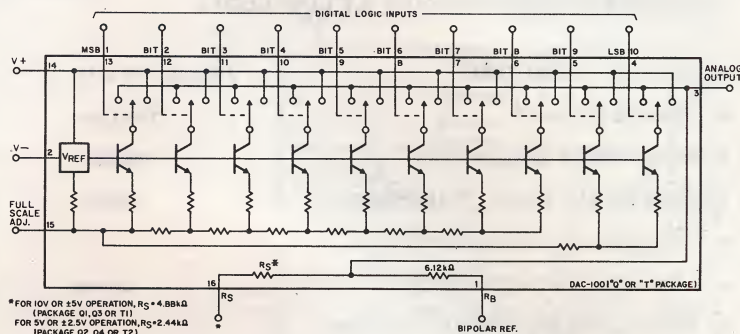 DIGITAL LOGIC INPUTS
MSB 1 BIT 2 BIT 3 BIT 4 BIT 5 BIT 6 BIT 7 BIT 8 BIT 9 LSB 10
V+ 14 13 12 11 10 9 8 7 6 5 4
ANALOG
OUTPUT
3
V- 2 VREF
FULL
SCALE
ADJ.
15
RS* 6.12kΩ
DAC-100 ("Q" OR "T" PACKAGE)
16 1
RS RB
*
BIPOLAR REF.
*FOR 10V OR ±5V OPERATION, RS=4.88kΩ
(PACKAGE Q1,Q3 OR T1)
FOR 5V OR ±2.5V OPERATION, RS=2.44kΩ
(PACKAGE Q2,Q4 OR T2)